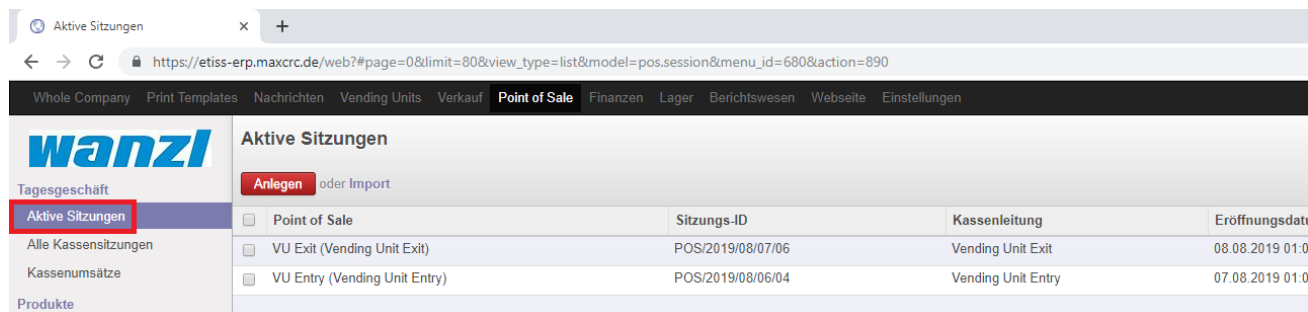 Aktive Sitzungen
https://etiss-erp.maxcrc.de/web?#page=0&limit=80&view_type=list&model=pos.session&menu_id=680&action=890
Whole Company Print Templates Nachrichten Vending Units Verkauf Point of Sale Finanzen Lager Berichtswesen Webseite Einstellungen
wanzl
Aktive Sitzungen
Anlegen oder Import
Tagesgeschäft
Aktive Sitzungen
Alle Kassensitzungen
Kassenumsätze
Produkte
Point of Sale Sitzungs-ID Kassenleitung
VU Exit (Vending Unit Exit) POS/2019/08/07/06 Vending Unit Exit 08.08.2019 01:0
VU Entry (Vending Unit Entry) POS/2019/08/06/04 Vending Unit Entry 07.08.2019 01:0